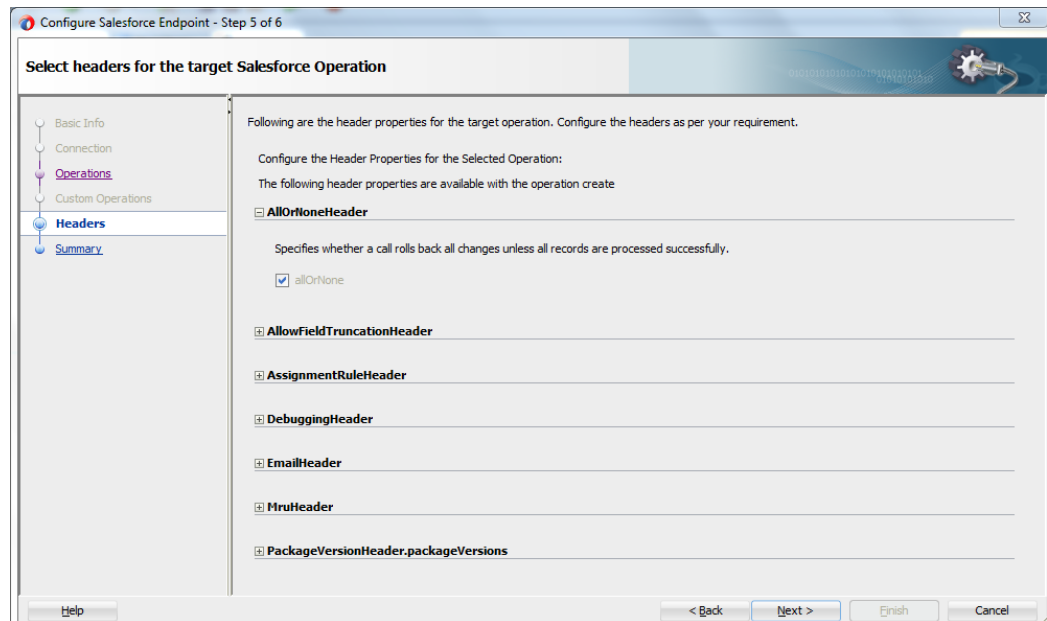 Configure Salesforce Endpoint - Step 5 of 6
Select headers for the target Salesforce Operation
Basic Info
Connection
Operations
Custom Operations
Headers
Summary
Following are the header properties for the target operation. Configure the headers as per your requirement.
Configure the Header Properties for the Selected Operation:
The following header properties are available with the operation create
AllOrNoneHeader
Specifies whether a call rolls back all changes unless all records are processed successfully.
allOrNone
AllowFieldTruncationHeader
AssignmentRuleHeader
DebuggingHeader
EmailHeader
MruHeader
PackageVersionHeader.packageVersions
Help
< Back
Next >
Finish
Cancel